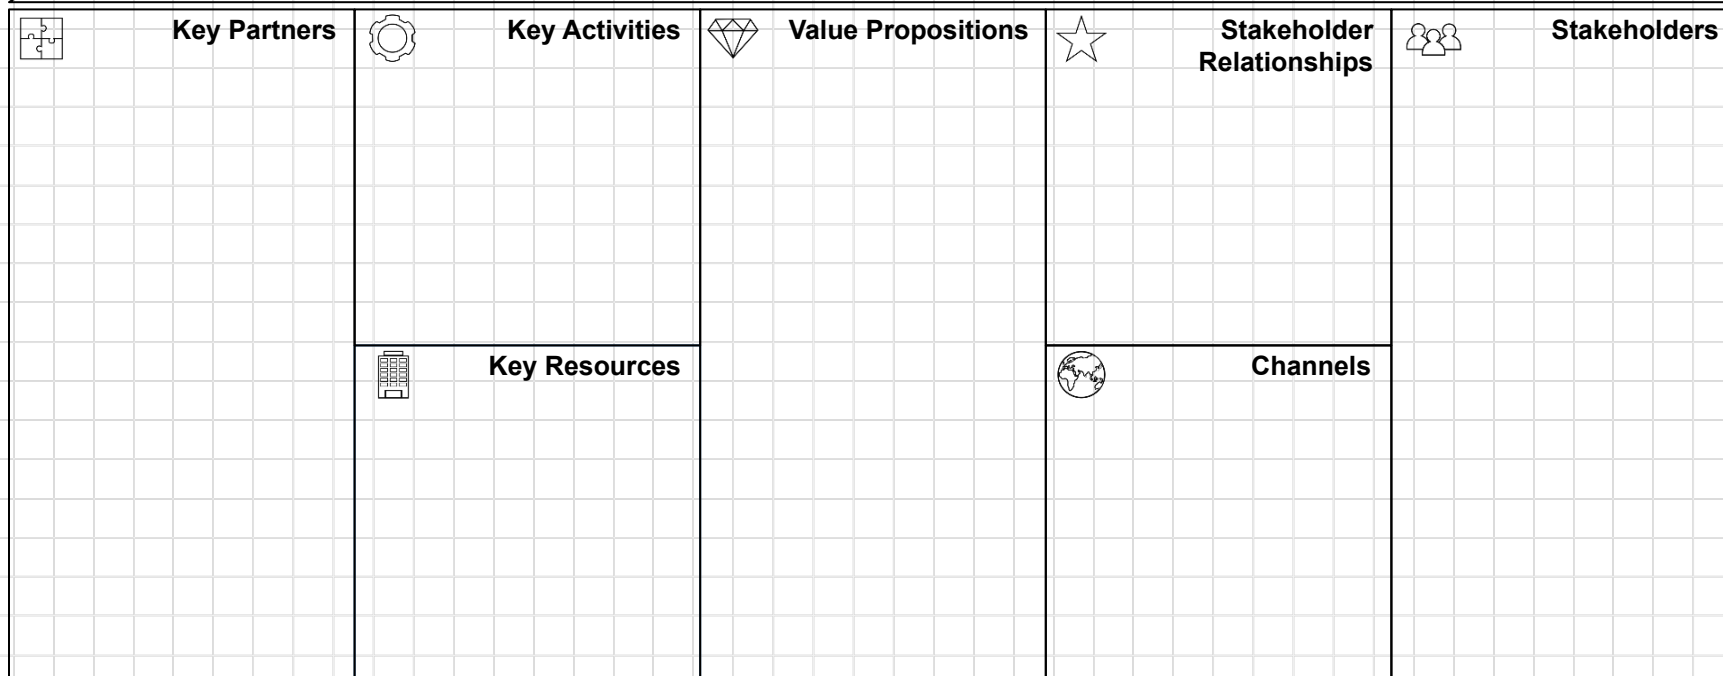 Key Partners
Key Activities
Value Propositions
Stakeholder
Relationships
Stakeholders
Key Resources
Channels